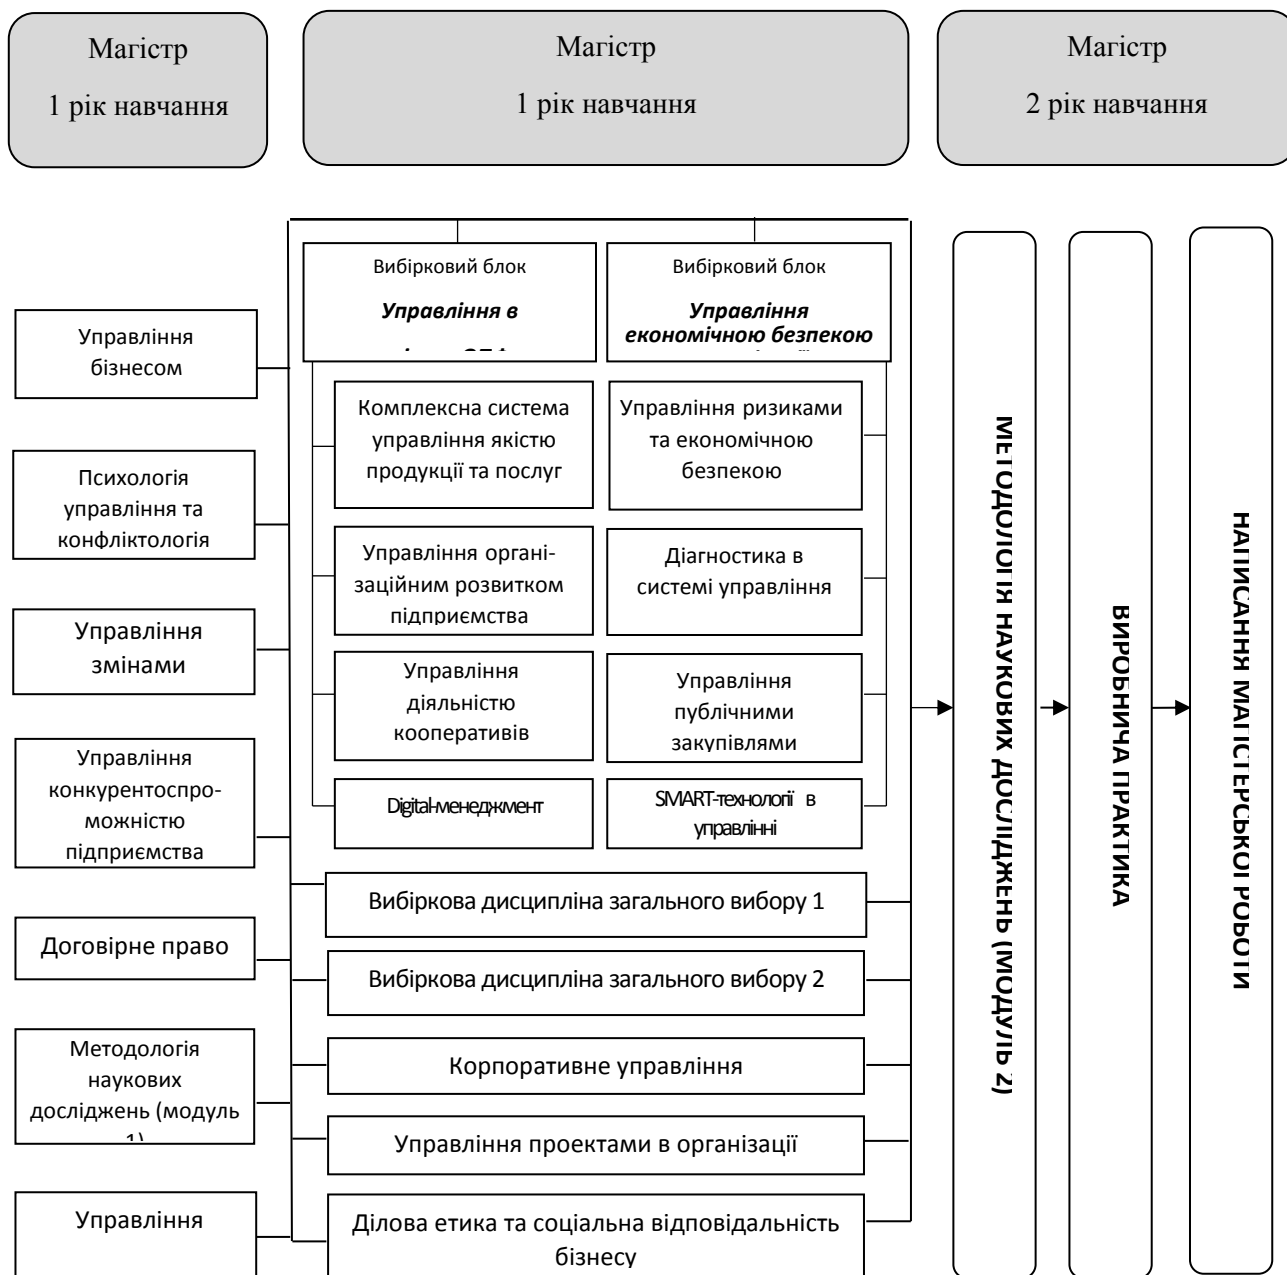 Магістр
1 рік навчання
Магістр
1 рік навчання
Магістр
2 рік навчання
Управління
бізнесом
Психологія
управління та
конфліктологія
Управління
змінами
Управління
конкурентоспро-
можністю
підприємства
Договірне право
Методологія
наукових
досліджень (модуль
1)
Управління
Вибірковий блок
Управління в
Комплексна система
управління якістю
продукції та послуг
Управління органі-
заційним розвитком
підприємства
Управління
діяльністю
кооперативів
Digital-менеджмент
Вибірковий блок
Управління
економічною безпекою
Управління ризиками
та економічною
безпекою
Діагностика в
системі управління
Управління
публічними
закупівлями
SMART-технології в
управлінні
Вибіркова дисципліна загального вибору 1
Вибіркова дисципліна загального вибору 2
Корпоративне управління
Управління проектами в організації
Ділова етика та соціальна відповідальність
бізнесу
МЕТОДОЛОГІЯ НАУКОВИХ ДОСЛІДЖЕНЬ (МОДУЛЬ 2)
ВИРОБНИЧА ПРАКТИКА
НАПИСАННЯ МАГІСТЕРСЬКОЇ РОБОТИ